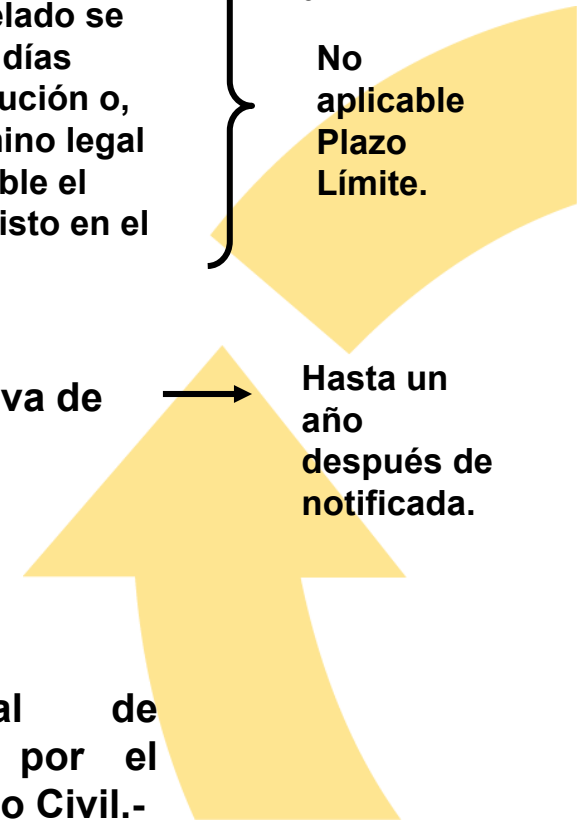 elado se
días
ución o,
ino legal
ble el
isto en el
No
aplicable
Plazo
Límite.
va de
Hasta un
año
después de
notificada.
al de
por el
o Civil.-